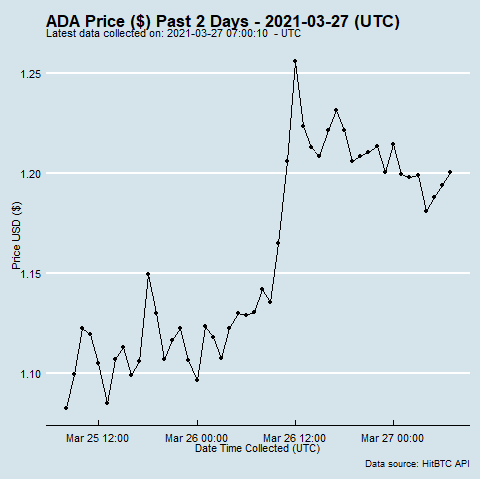 ADA Price ($) Past 2 Days - 2021-03-27 (UTC)
Latest data collected on: 2021-03-27 07:00:10  - UTC
1.25
1.20
1.15
1.10
Price USD ($)
Mar 25 12:00
Mar 26 00:00
Mar 26 12:00
Mar 27 00:00
Date Time Collected (UTC)
Data source: HitBTC API